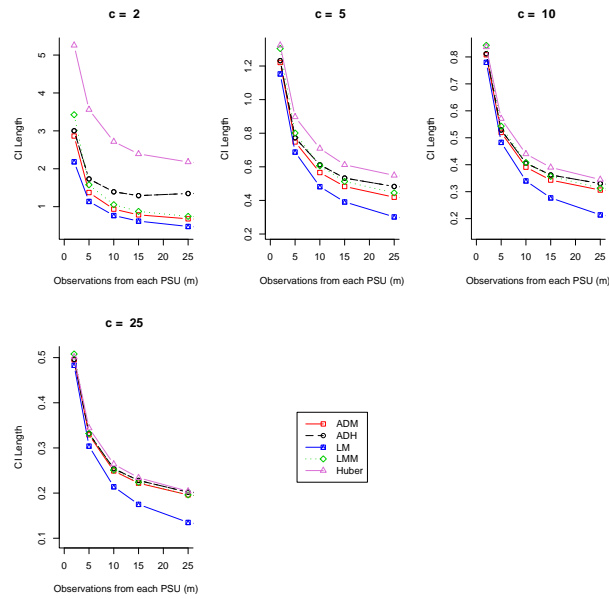 c = 2
CI Length
1 2 3 4 5
0 5 10 15 20 25
Observations from each PSU (m)
c = 5
CI Length
0.2 0.4 0.6 0.8 1.0 1.2
0 5 10 15 20 25
Observations from each PSU (m)
c = 10
CI Length
0.2 0.3 0.4 0.5 0.6 0.7 0.8
0 5 10 15 20 25
Observations from each PSU (m)
c = 25
CI Length
0.1 0.2 0.3 0.4 0.5
0 5 10 15 20 25
Observations from each PSU (m)
ADM
ADH
LM
LMM
Huber